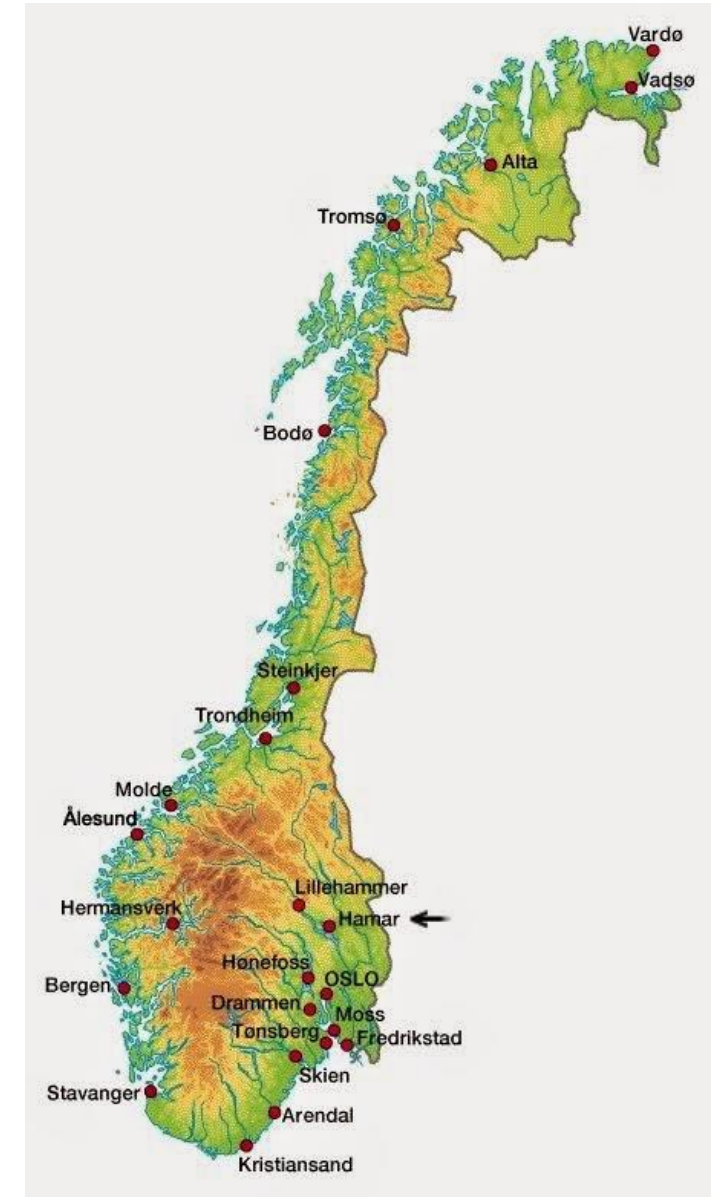 Vardø
Vadsø
Alta
Tromsø
Bodø
Steinkjer
Trondheim
Molde
Ålesund
Lillehammer
Hermansverk
Hamar
Hønefoss
OSLO
Bergen
Drammen
Moss
Tønsberg
Fredrikstad
Skien
Stavanger
Arendal
Kristiansand